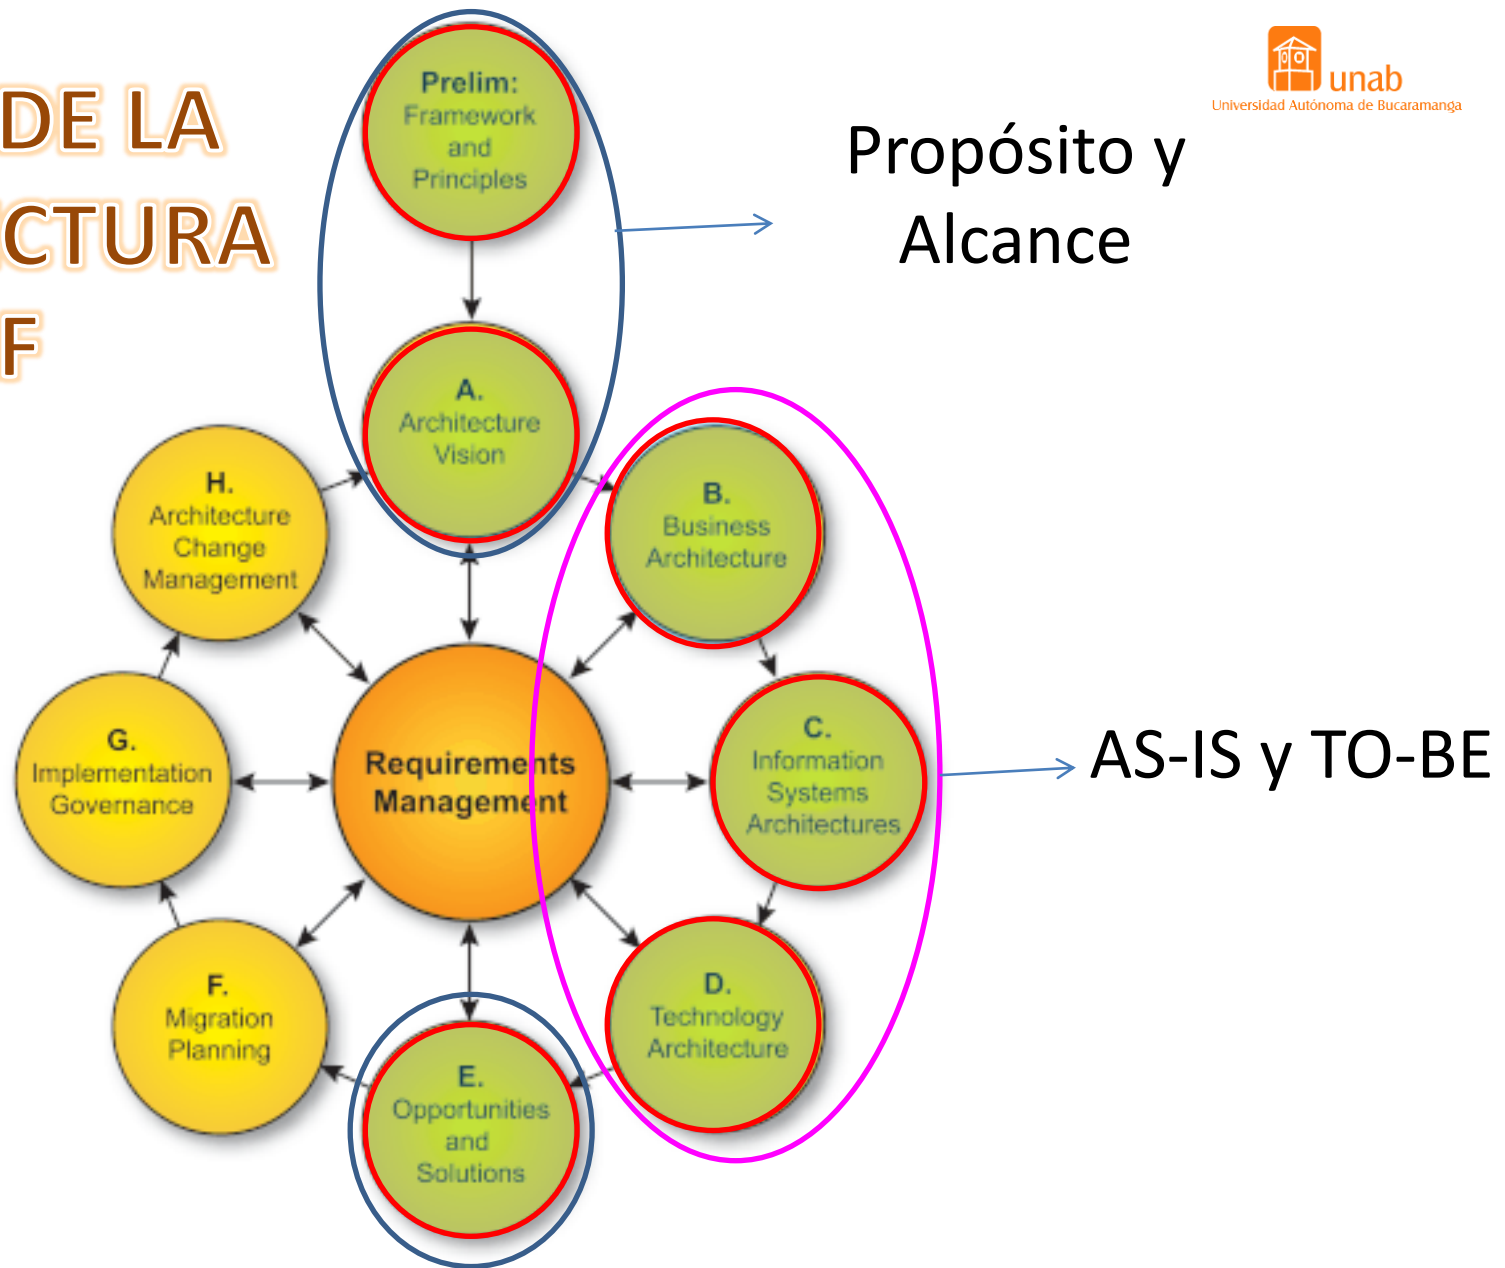 DE LA
CTURA
F
unab
Universidad Autónoma de Bucaramanga
Prelim:
Framework
and
Principles
Propósito y
Alcance
A.
Architecture
Vision
H.
Architecture
Change
Management
B.
Business
Architecture
G.
Implementation
Governance
Requirements
Management
C.
Information
Systems
Architectures
AS-IS y TO-BE
F.
Migration
Planning
D.
Technology
Architecture
E.
Opportunities
and
Solutions